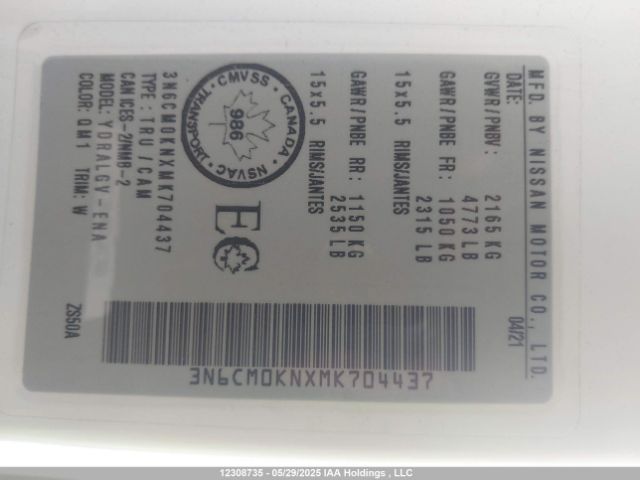 MFD. BY NISSAN MOTOR CO., LTD.
DATE: 04/21
GVWR/PNBV: 2165 KG
4773 LB
GAWR/PNBE FR: 1050 KG
2315 LB
15x5.5 RIMS/JANTES
GAWR/PNBE RR: 1150 KG
2535 LB
15x5.5 RIMS/JANTES
CMVSS · CANADA · NSVAC · TRANSPORT ·
986
EC
3N6CM0KNXMK704437
TYPE: TRU/CAM
CAN ICES-2/NMB-2
MODEL: VDRALGV-ENA
COLOR: QM1 TRIM: W
ZS50A
3N6CM0KNXMK704437
12308735 - 05/29/2025 IAA Holdings , LLC